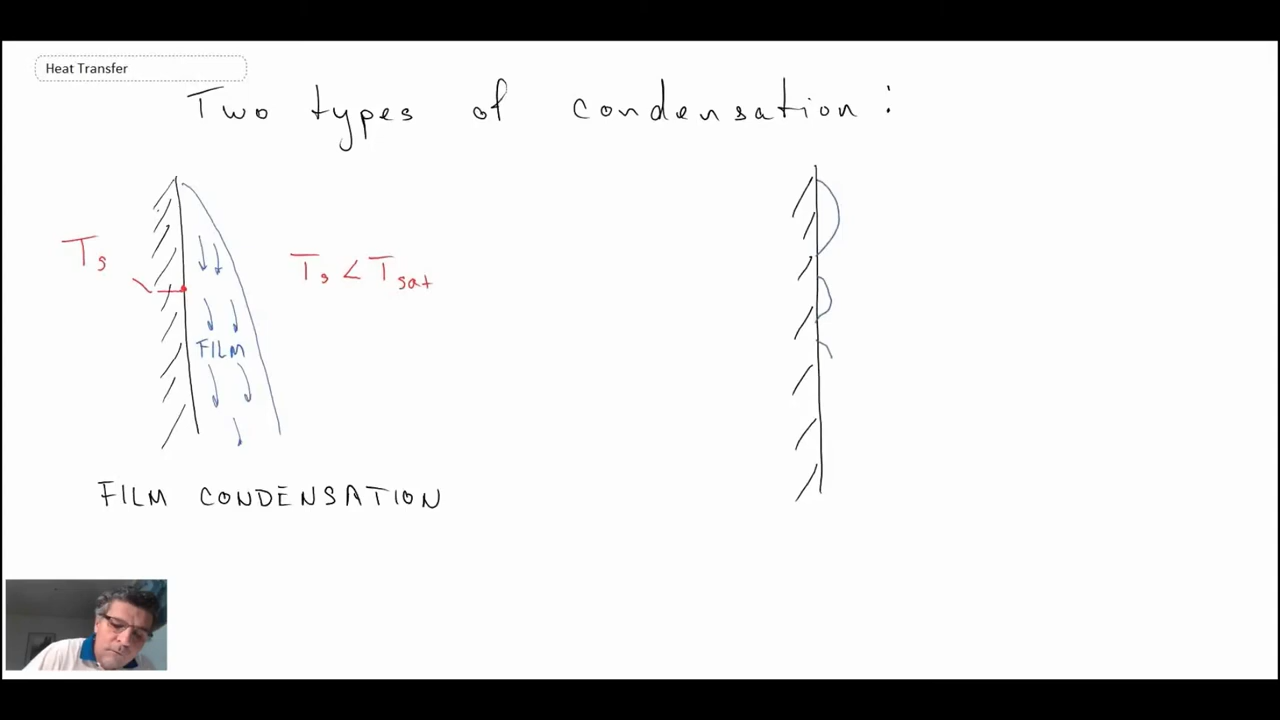 Heat Transfer
Two types of condensation:
Ts
Ts < Tsat
FILM
FILM CONDENSATION